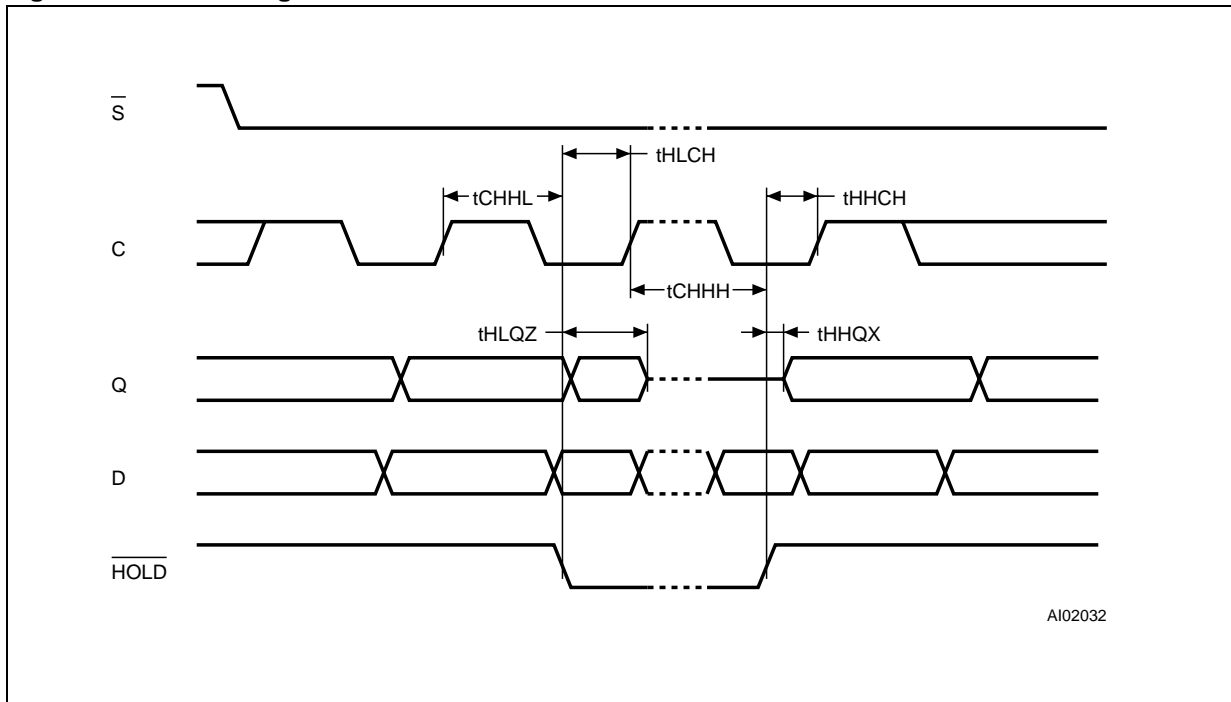 S
tHLCH
tCHHL
tHHCH
C
tCHHH
tHLQZ
tHHQX
Q
D
HOLD
AI02032